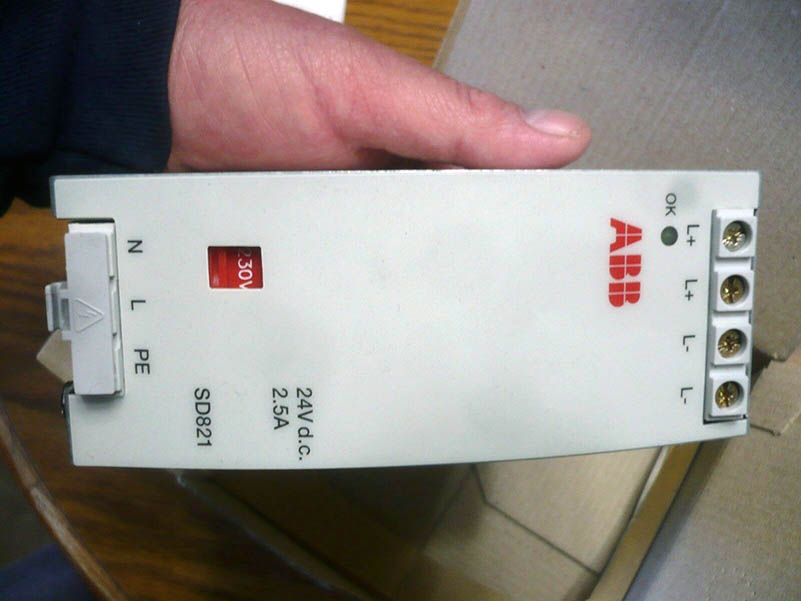 OK
L+
L+
L-
L-
ABB
24V d.c.
2.5A
SD821
230V
N
L
PE